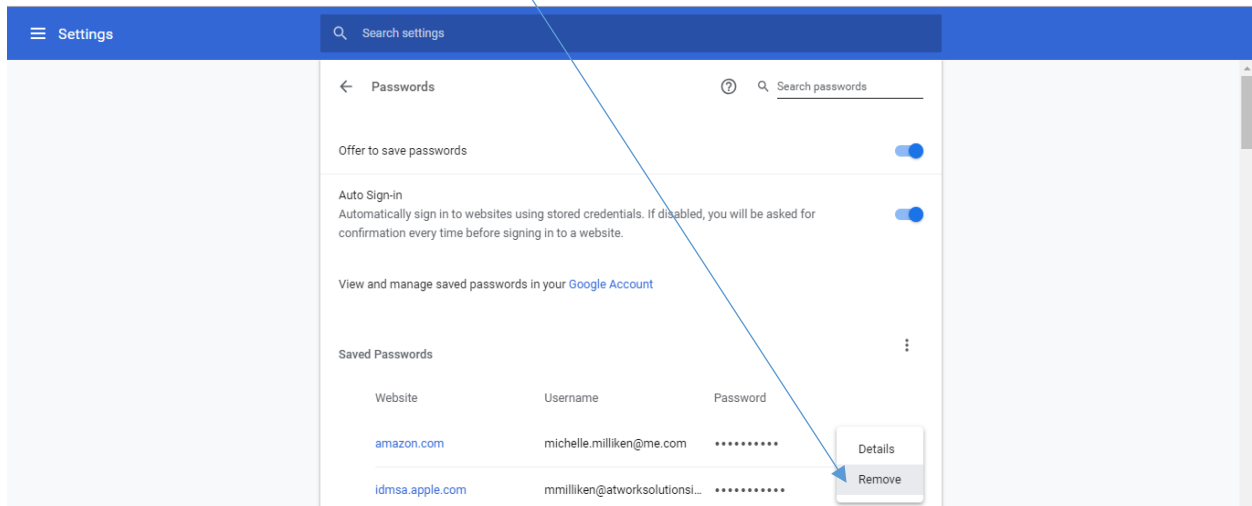 Settings
Search settings
Passwords
Search passwords
Offer to save passwords
Auto Sign-in
Automatically sign in to websites using stored credentials. If disabled, you will be asked for
confirmation every time before signing in to a website.
View and manage saved passwords in your Google Account
Saved Passwords
Website Username Password
amazon.com michelle.milliken@me.com ••••••••••
Details
Remove
idmsa.apple.com mmilliken@atworksolutionsi... •••••••••••